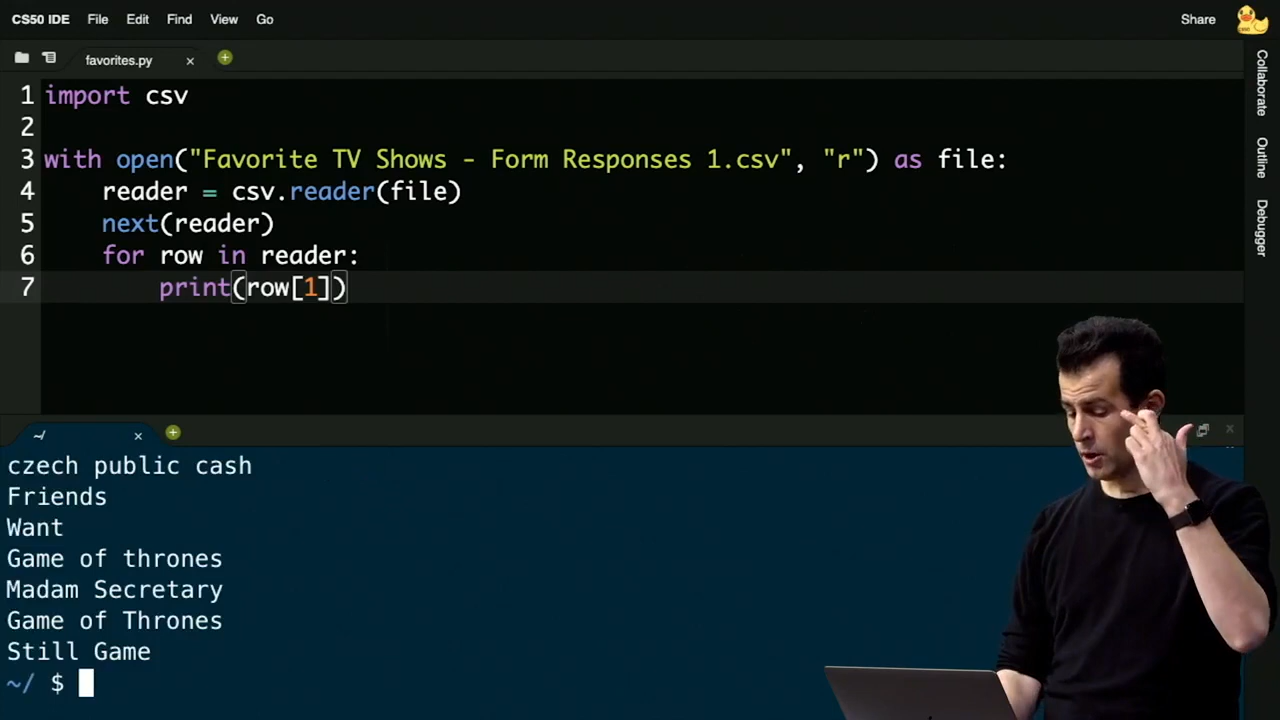 CS50 IDE File Edit Find View Go Share
favorites.py
1 import csv
2
3 with open("Favorite TV Shows - Form Responses 1.csv", "r") as file:
4 reader = csv.reader(file)
5 next(reader)
6 for row in reader:
7 print(row[1])
Collaborate
Outline
Debugger
~/
czech public cash
Friends
Want
Game of thrones
Madam Secretary
Game of Thrones
Still Game
~/ $